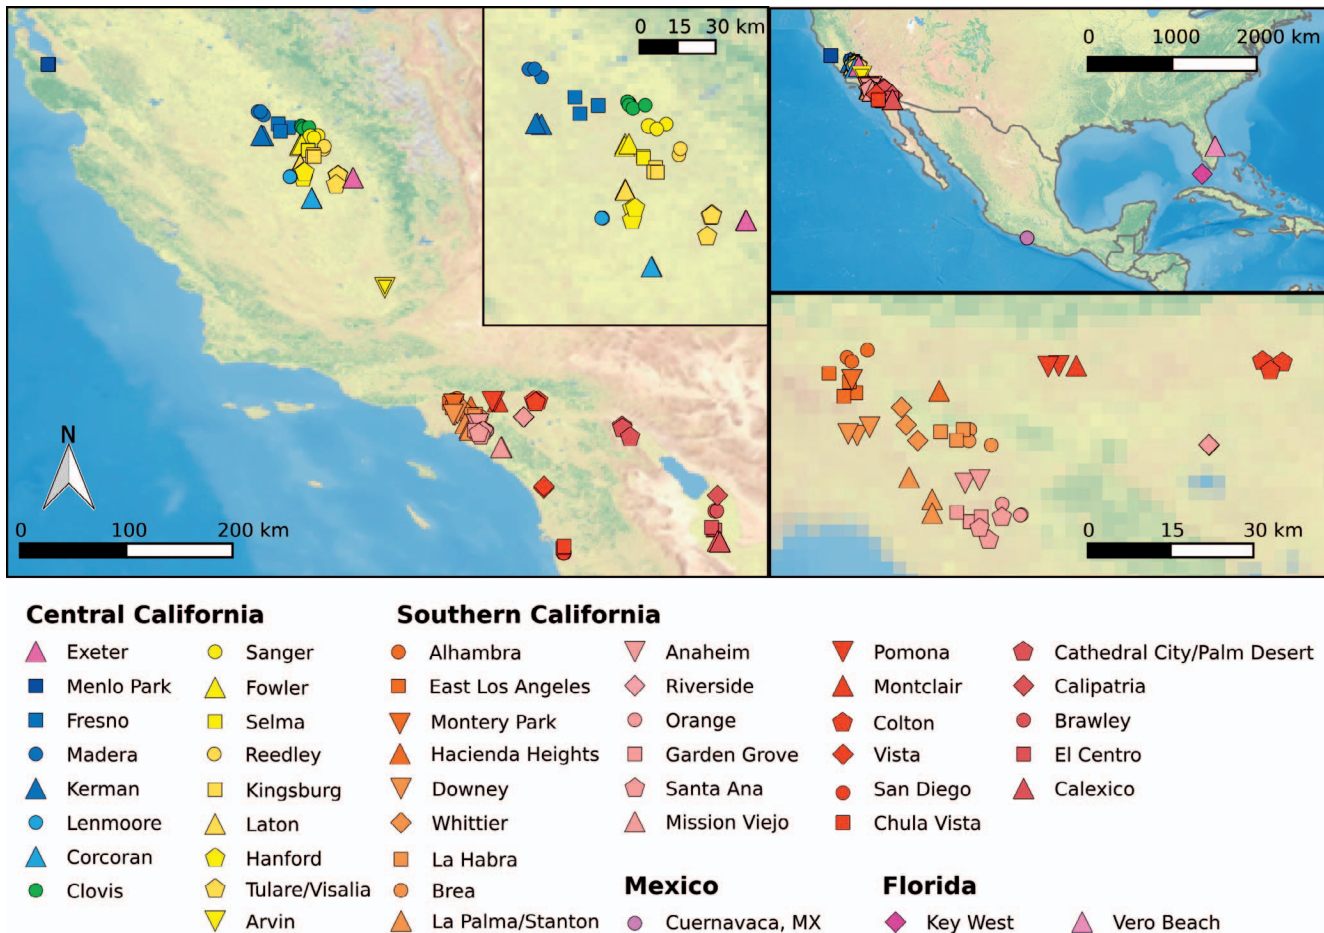 0 15 30 km
0 1000 2000 km
N
0 100 200 km
0 15 30 km
Central California
Exeter
Menlo Park
Fresno
Madera
Kerman
Lenmoore
Corcoran
Clovis
Sanger
Fowler
Selma
Reedley
Kingsburg
Laton
Hanford
Tulare/Visalia
Arvin
Southern California
Alhambra
East Los Angeles
Montery Park
Hacienda Heights
Downey
Whittier
La Habra
Brea
La Palma/Stanton
Anaheim
Riverside
Orange
Garden Grove
Santa Ana
Mission Viejo
Pomona
Montclair
Colton
Vista
San Diego
Chula Vista
Cathedral City/Palm Desert
Calipatria
Brawley
El Centro
Calexico
Mexico
Cuernavaca, MX
Florida
Key West
Vero Beach